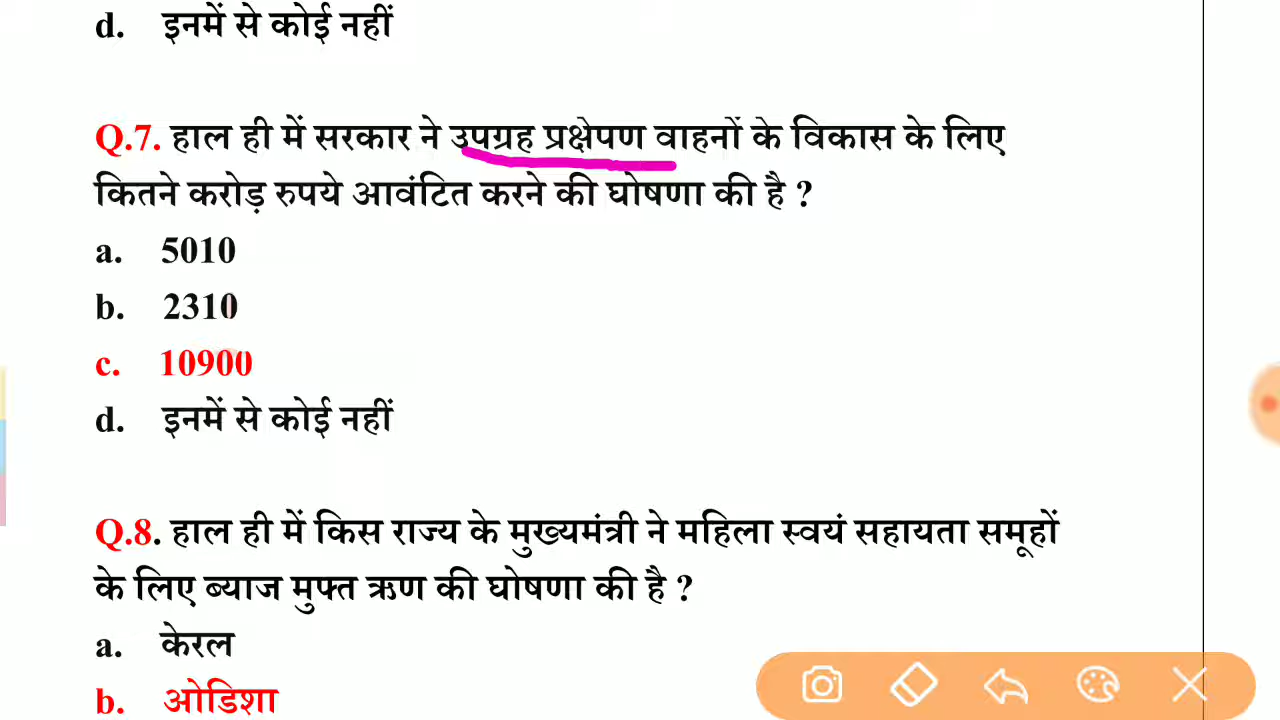 d. इनमें से कोई नहीं
Q.7. हाल ही में सरकार ने उपग्रह प्रक्षेपण वाहनों के विकास के लिए
कितने करोड़ रुपये आवंटित करने की घोषणा की है ?
a. 5010
b. 2310
c. 10900
d. इनमें से कोई नहीं
Q.8. हाल ही में किस राज्य के मुख्यमंत्री ने महिला स्वयं सहायता समूहों
के लिए ब्याज मुफ्त ऋण की घोषणा की है ?
a. केरल
b. ओडिशा